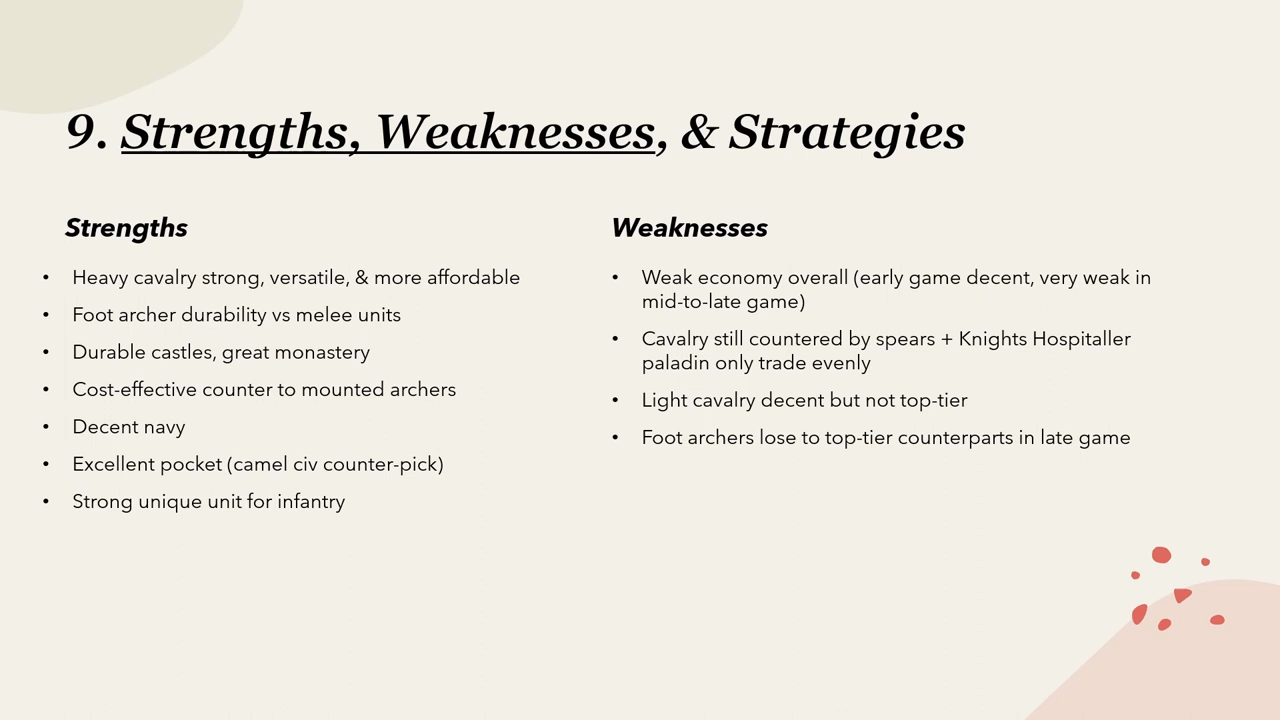 9. Strengths, Weaknesses, & Strategies
Strengths
• Heavy cavalry strong, versatile, & more affordable
• Foot archer durability vs melee units
• Durable castles, great monastery
• Cost-effective counter to mounted archers
• Decent navy
• Excellent pocket (camel civ counter-pick)
• Strong unique unit for infantry
Weaknesses
• Weak economy overall (early game decent, very weak in
mid-to-late game)
• Cavalry still countered by spears + Knights Hospitaller
paladin only trade evenly
• Light cavalry decent but not top-tier
• Foot archers lose to top-tier counterparts in late game